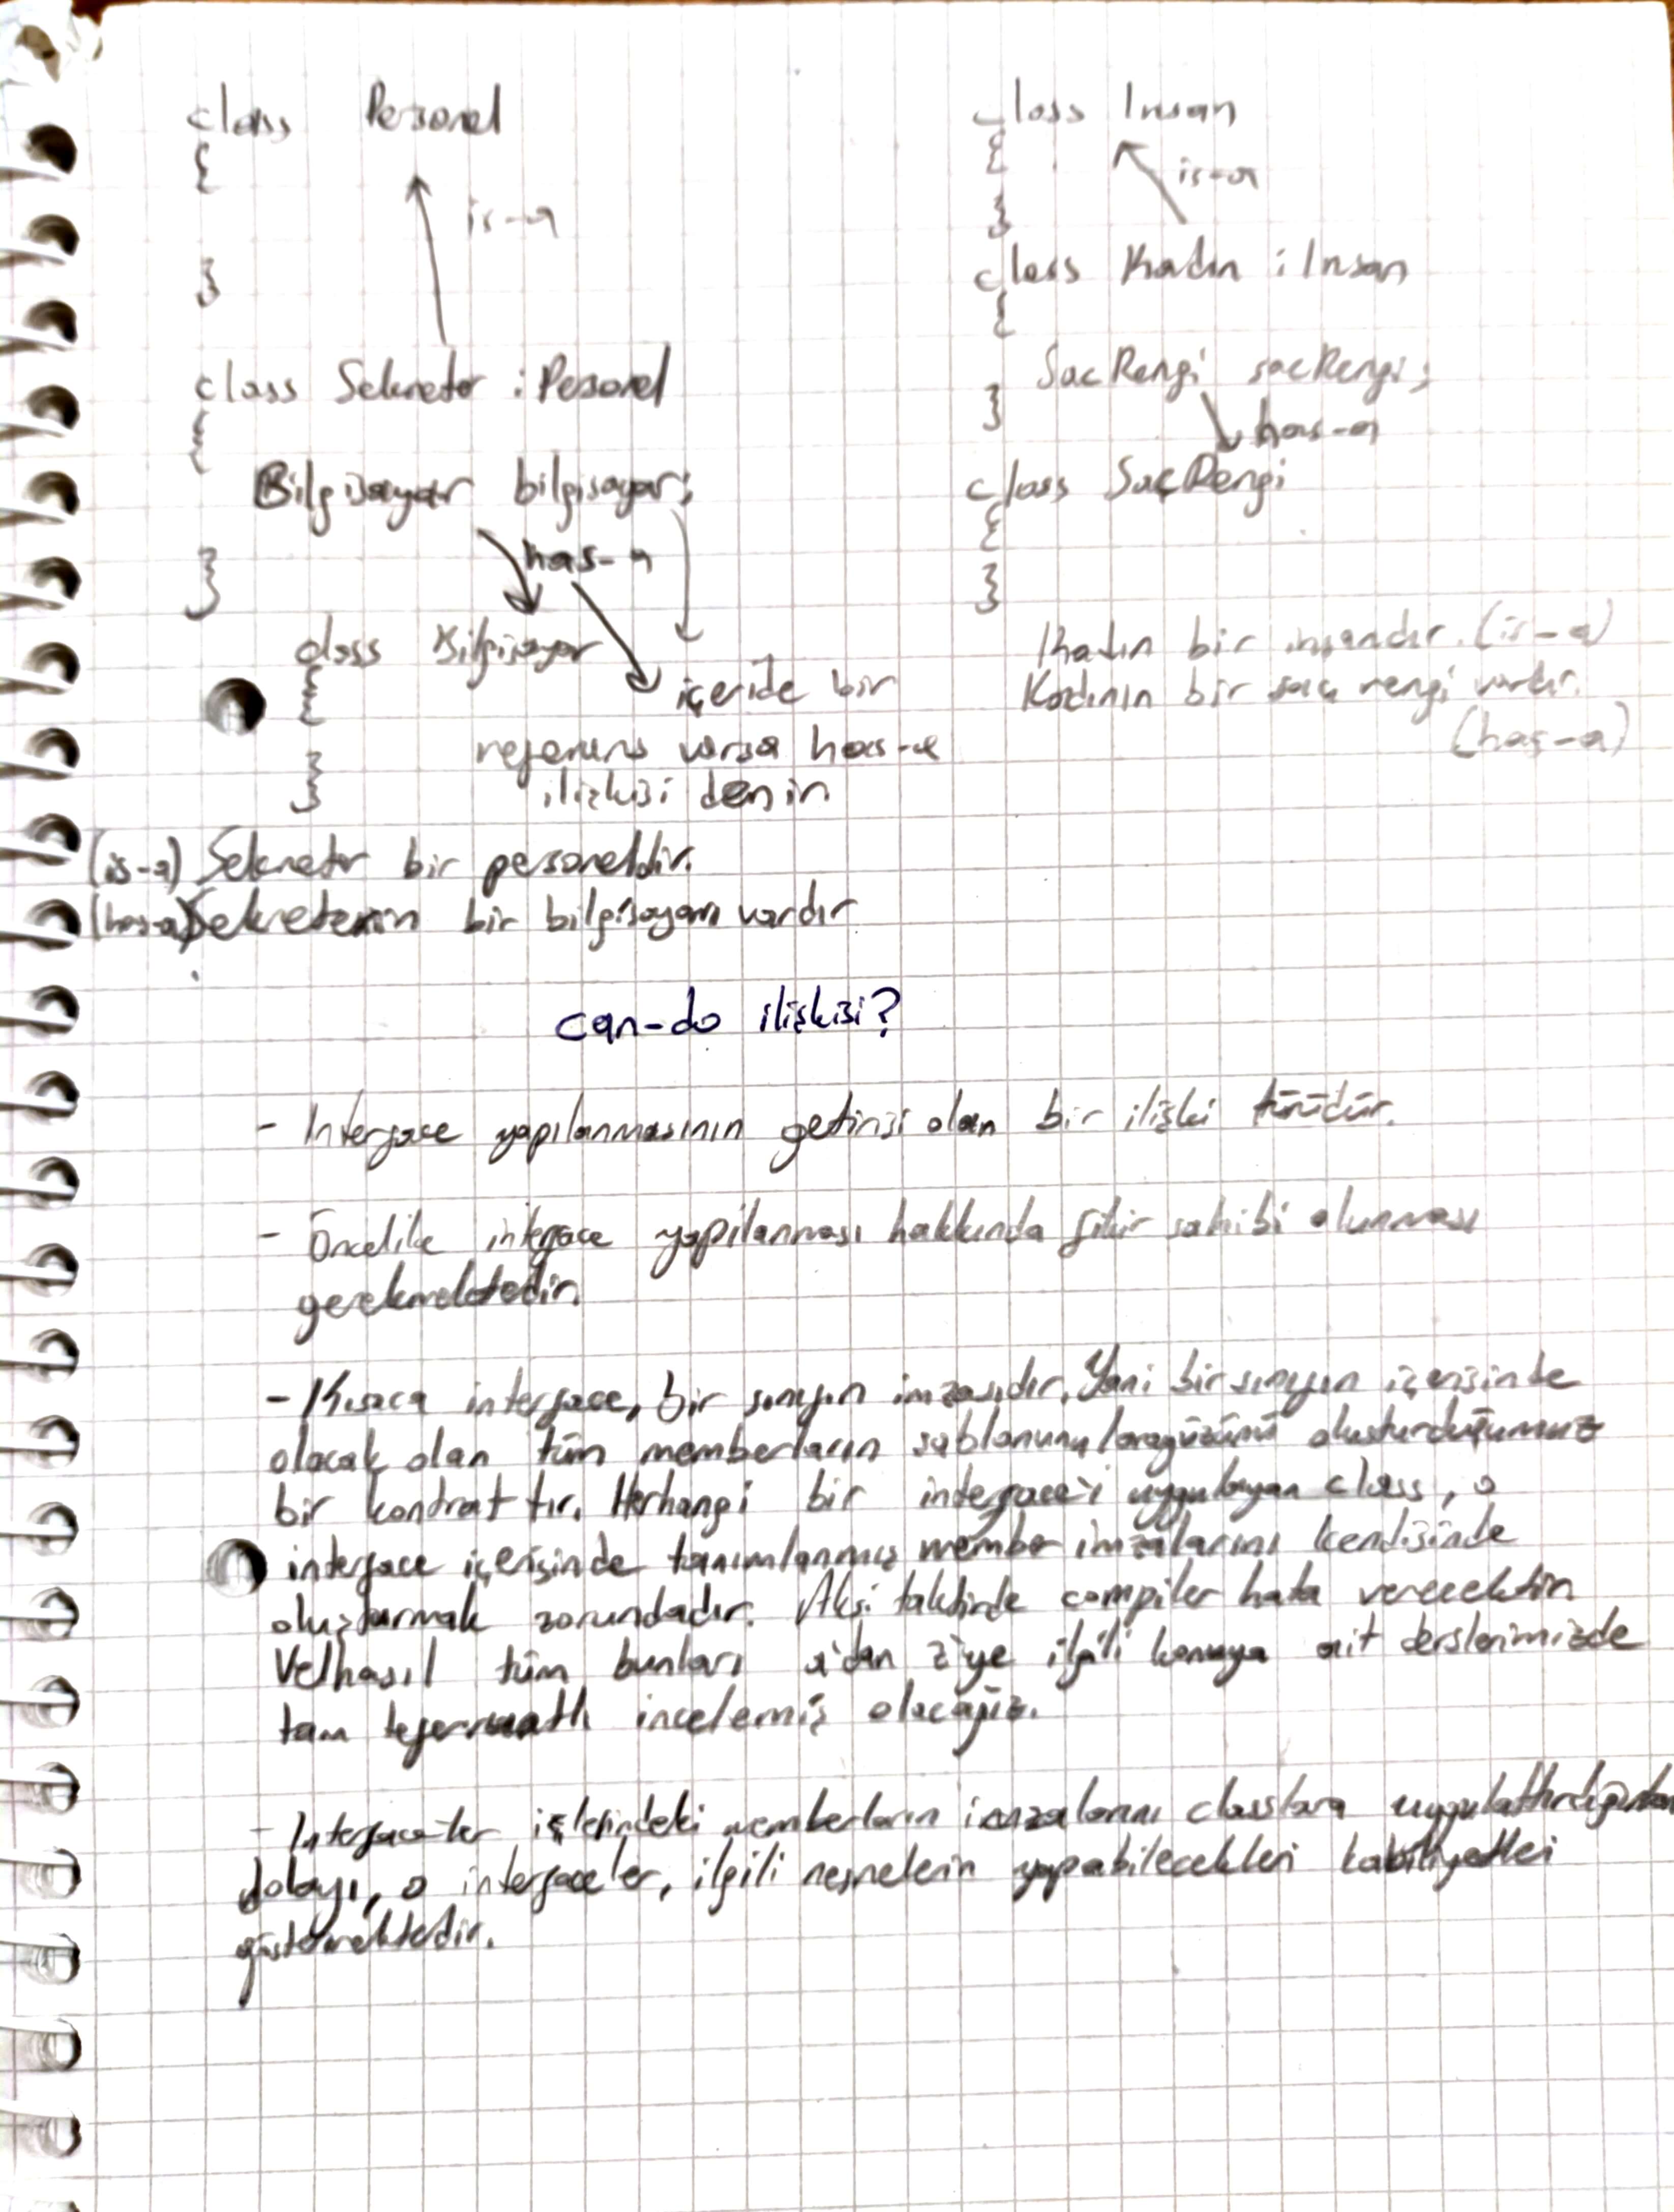 class Personel
{
is-a
}
class Sekreter : Personel
{
Bilgisayar bilgisayar;
has-a
}
class Bilgisayar
{
içeride bir
referans varsa has-a
}
ilişkisi denir.
(is-a) Sekreter bir personeldir.
(has-a) Sekreterin bir bilgisayarı vardır
class Insan
{
is-a
}
class Kadın : Insan
{
SacRengi sacRengi;
}
has-a
class SaçRengi
{
}
Kadın bir insandır. (is-a)
Kadının bir saç rengi vardır.
(has-a)
can-do ilişkisi?
- Interface yapılanmasının getirisi olan bir ilişki türüdür.
- Öncelike interface yapılanması hakkında fikir sahibi olunması
gerekmektedir.
- Kısaca interface, bir sınıfın imzasıdır. Yani bir sınıfın içerisinde
olacak olan tüm memberların şablonunu/arayüzünü oluşturduğumuz
bir kontrattır. Herhangi bir interface'i uygulayan class, o
interface içerisinde tanımlanmış member imzalarını kendisinde
oluşturmak zorundadır. Aksi taktirde compiler hata verecektir.
Velhasıl tüm bunları a'dan z'ye ilgili konuya ait derslerimizde
tam teferruatlı incelemiş olacağız.
- Interface'ler içlerindeki memberların imzalarını classlara uygulattırdığından
dolayı, o interfaceler, ilgili nesnelerin yapabilecekleri kabiliyetleri
göstermektedir.